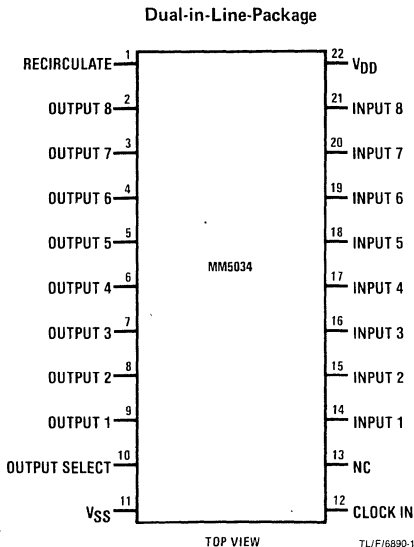 Dual-in-Line-Package
RECIRCULATE 1
22 VDD
OUTPUT 8 2
21 INPUT 8
OUTPUT 7 3
20 INPUT 7
OUTPUT 6 4
19 INPUT 6
OUTPUT 5 5
18 INPUT 5
MM5034
OUTPUT 4 6
17 INPUT 4
OUTPUT 3 7
16 INPUT 3
OUTPUT 2 8
15 INPUT 2
OUTPUT 1 9
14 INPUT 1
OUTPUT SELECT 10
13 NC
VSS 11
12 CLOCK IN
TOP VIEW
TL/F/6890-1